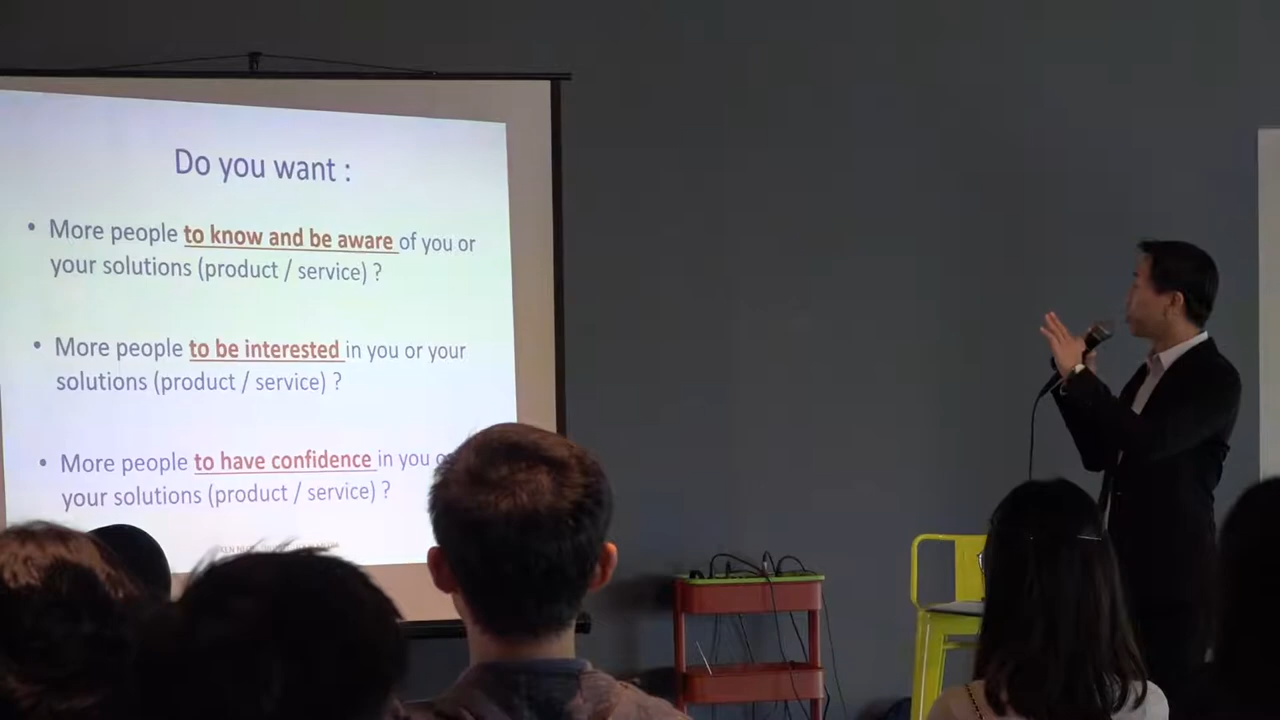 Do you want :
• More people to know and be aware of you or
your solutions (product / service) ?
• More people to be interested in you or your
solutions (product / service) ?
• More people to have confidence in you
your solutions (product / service) ?